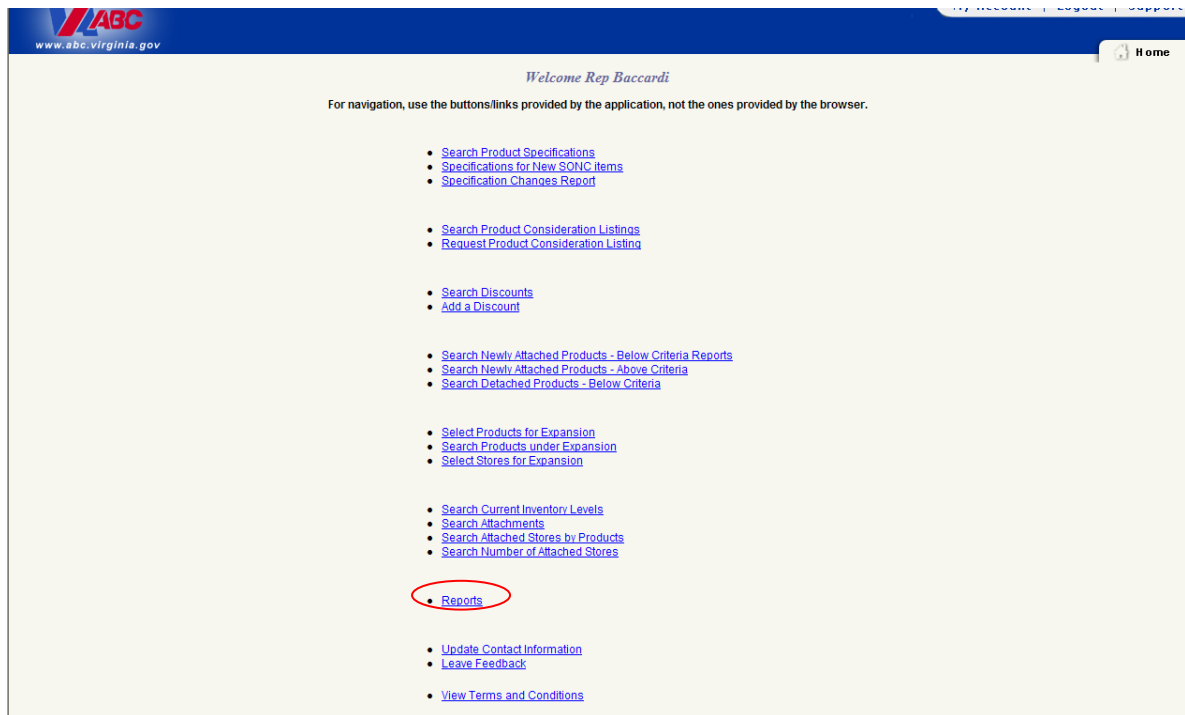 My Account | Logout | Support
ABC
www.abc.virginia.gov
Home
Welcome Rep Baccardi
For navigation, use the buttons/links provided by the application, not the ones provided by the browser.
• Search Product Specifications
• Specifications for New SONC items
• Specification Changes Report
• Search Product Consideration Listings
• Request Product Consideration Listing
• Search Discounts
• Add a Discount
• Search Newly Attached Products - Below Criteria Reports
• Search Newly Attached Products - Above Criteria
• Search Detached Products - Below Criteria
• Select Products for Expansion
• Search Products under Expansion
• Select Stores for Expansion
• Search Current Inventory Levels
• Search Attachments
• Search Attached Stores by Products
• Search Number of Attached Stores
• Reports
• Update Contact Information
• Leave Feedback
• View Terms and Conditions